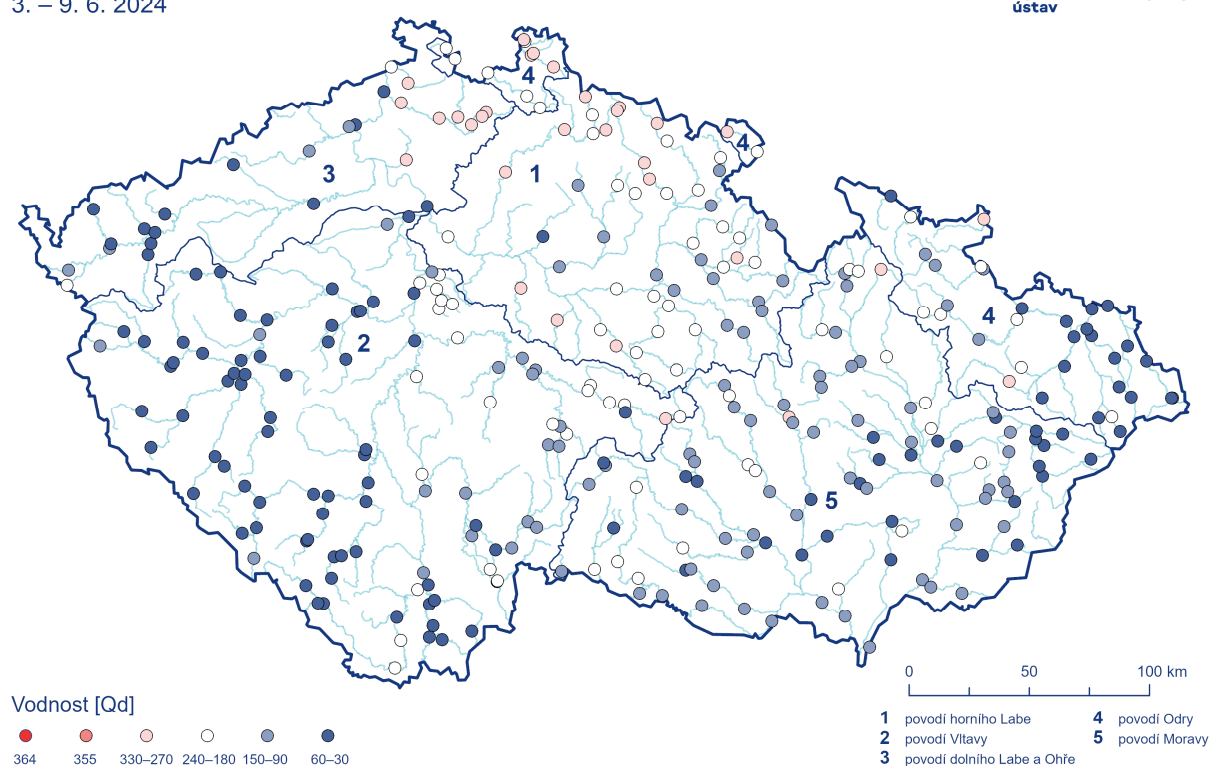 3. – 9. 6. 2024
ústav
4
4
3
1
4
2
5
0 50 100 km
Vodnost [Qd]
364 355 330–270 240–180 150–90 60–30
1 povodí horního Labe
2 povodí Vltavy
3 povodí dolního Labe a Ohře
4 povodí Odry
5 povodí Moravy